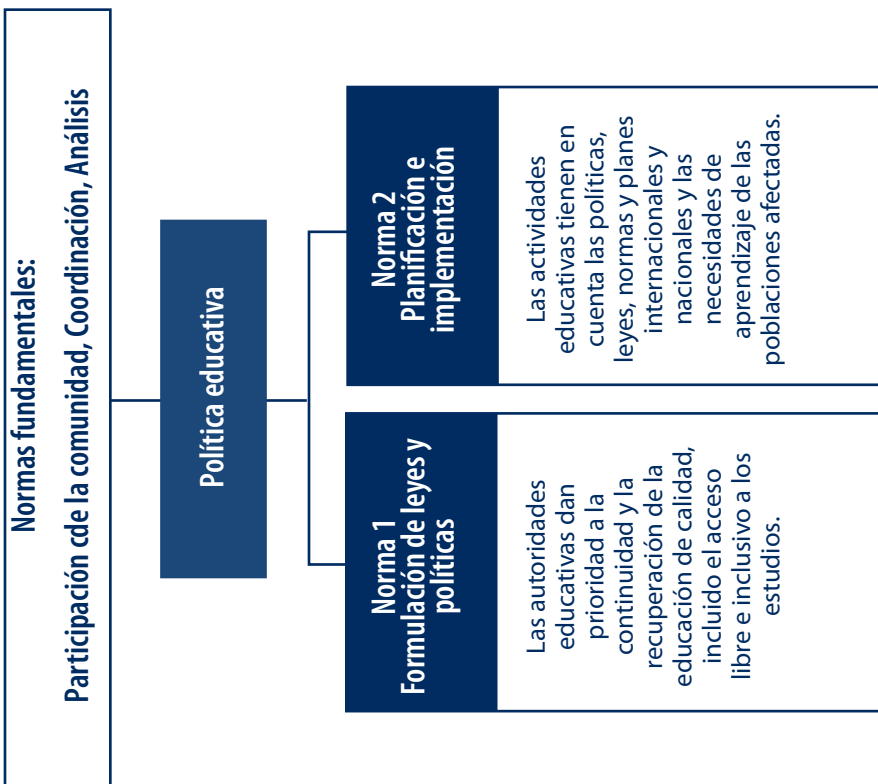 Normas fundamentales:
Participación cde la comunidad, Coordinación, Análisis
Política educativa
Norma 1
Formulación de leyes y
políticas
Las autoridades
educativas dan
prioridad a la
continuidad y la
recuperación de la
educación de calidad,
incluido el acceso
libre e inclusivo a los
estudios.
Norma 2
Planificación e
implementación
Las actividades
educativas tienen en
cuenta las políticas,
leyes, normas y planes
internacionales y
nacionales y las
necesidades de
aprendizaje de las
poblaciones afectadas.